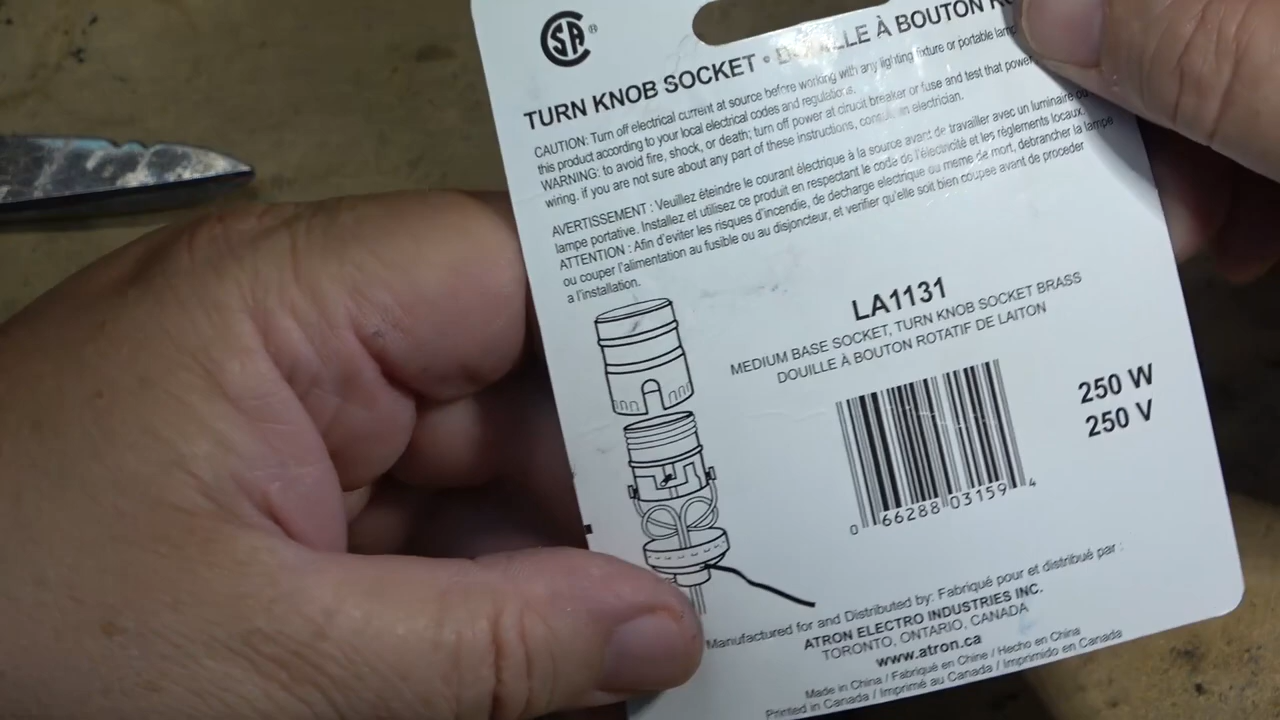 CSA ®
TURN KNOB SOCKET • DOUILLE À BOUTON
CAUTION: Turn off electrical current at source before working with any lighting fixture or portable lamp
this product according to your local electrical codes and regulations.
WARNING: to avoid fire, shock, or death; turn off power at circuit breaker or fuse and test that power
wiring. if you are not sure about any part of these instructions, consult an electrician.
AVERTISSEMENT : Veuillez éteindre le courant électrique à la source avant de travailler avec un luminaire ou
lampe portative. Installez et utilisez ce produit en respectant le code de l'électricité et les règlements locaux.
ATTENTION : Afin d'eviter les risques d'incendie, de decharge electrique ou meme de mort, debrancher la lampe
ou couper l'alimentation au fusible ou au disjoncteur, et verifier qu'elle soit bien coupee avant de proceder
a l'installation.
LA1131
MEDIUM BASE SOCKET, TURN KNOB SOCKET BRASS
DOUILLE À BOUTON ROTATIF DE LAITON
250 W
250 V
0 66288 03159 4
Manufactured for and Distributed by: Fabriqué pour et distribué par :
ATRON ELECTRO INDUSTRIES INC.
TORONTO, ONTARIO, CANADA
www.atron.ca
Made in China / Fabriqué en Chine / Hecho en China
Printed in Canada / Imprimé au Canada / Imprimido en Canada